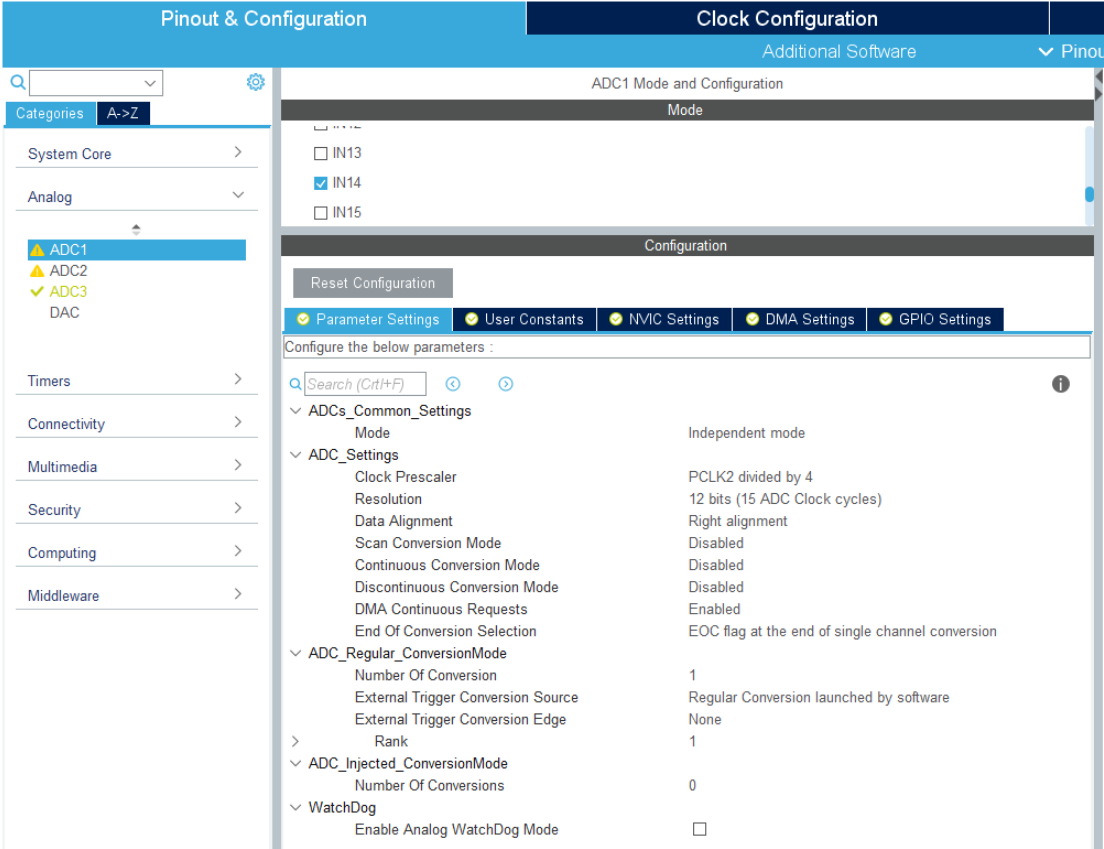 Pinout & Configuration
Clock Configuration
Additional Software
Pinou
Categories
A->Z
System Core
Analog
ADC1
ADC2
ADC3
DAC
Timers
Connectivity
Multimedia
Security
Computing
Middleware
ADC1 Mode and Configuration
Mode
IN12
IN13
IN14
IN15
Configuration
Reset Configuration
Parameter Settings
User Constants
NVIC Settings
DMA Settings
GPIO Settings
Configure the below parameters :
Search (Crtl+F)
ADCs_Common_Settings
Mode Independent mode
ADC_Settings
Clock Prescaler PCLK2 divided by 4
Resolution 12 bits (15 ADC Clock cycles)
Data Alignment Right alignment
Scan Conversion Mode Disabled
Continuous Conversion Mode Disabled
Discontinuous Conversion Mode Disabled
DMA Continuous Requests Enabled
End Of Conversion Selection EOC flag at the end of single channel conversion
ADC_Regular_ConversionMode
Number Of Conversion 1
External Trigger Conversion Source Regular Conversion launched by software
External Trigger Conversion Edge None
Rank 1
ADC_Injected_ConversionMode
Number Of Conversions 0
WatchDog
Enable Analog WatchDog Mode